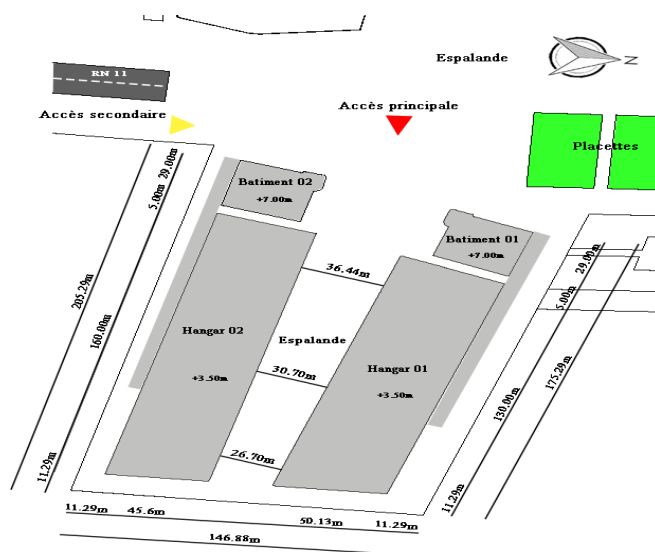 Espalande
N
RN 11
Accès secondaire
Accès principale
Placettes
Batiment 02
+7.00m
Batiment 01
+7.00m
29.00m
5.00m
205.29m
160.00m
11.29m
36.44m
Hangar 02
+3.50m
Espalande
30.70m
Hangar 01
+3.50m
26.70m
29.00m
5.00m
175.29m
130.00m
11.29m
11.29m
45.6m
50.13m
11.29m
146.88m